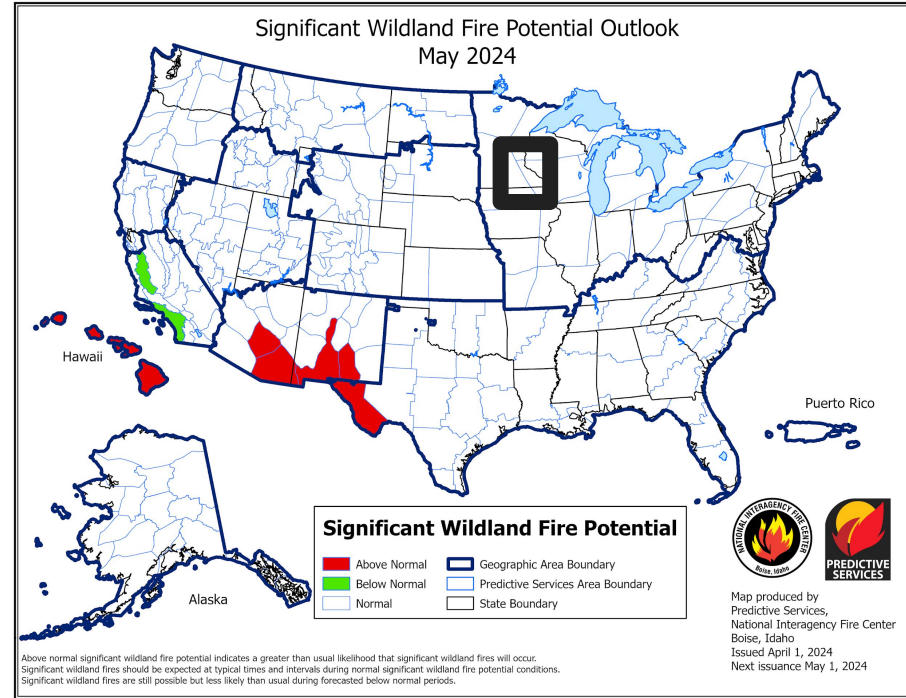 Significant Wildland Fire Potential Outlook
May 2024
Hawaii
Puerto Rico
Alaska
Significant Wildland Fire Potential
Above Normal
Below Normal
Normal
Geographic Area Boundary
Predictive Services Area Boundary
State Boundary
NATIONAL INTERAGENCY FIRE CENTER
Boise, Idaho
PREDICTIVE
SERVICES
Map produced by
Predictive Services,
National Interagency Fire Center
Boise, Idaho
Issued April 1, 2024
Next issuance May 1, 2024
Above normal significant wildland fire potential indicates a greater than usual likelihood that significant wildland fires will occur.
Significant wildland fires should be expected at typical times and intervals during normal significant wildland fire potential conditions.
Significant wildland fires are still possible but less likely than usual during forecasted below normal periods.